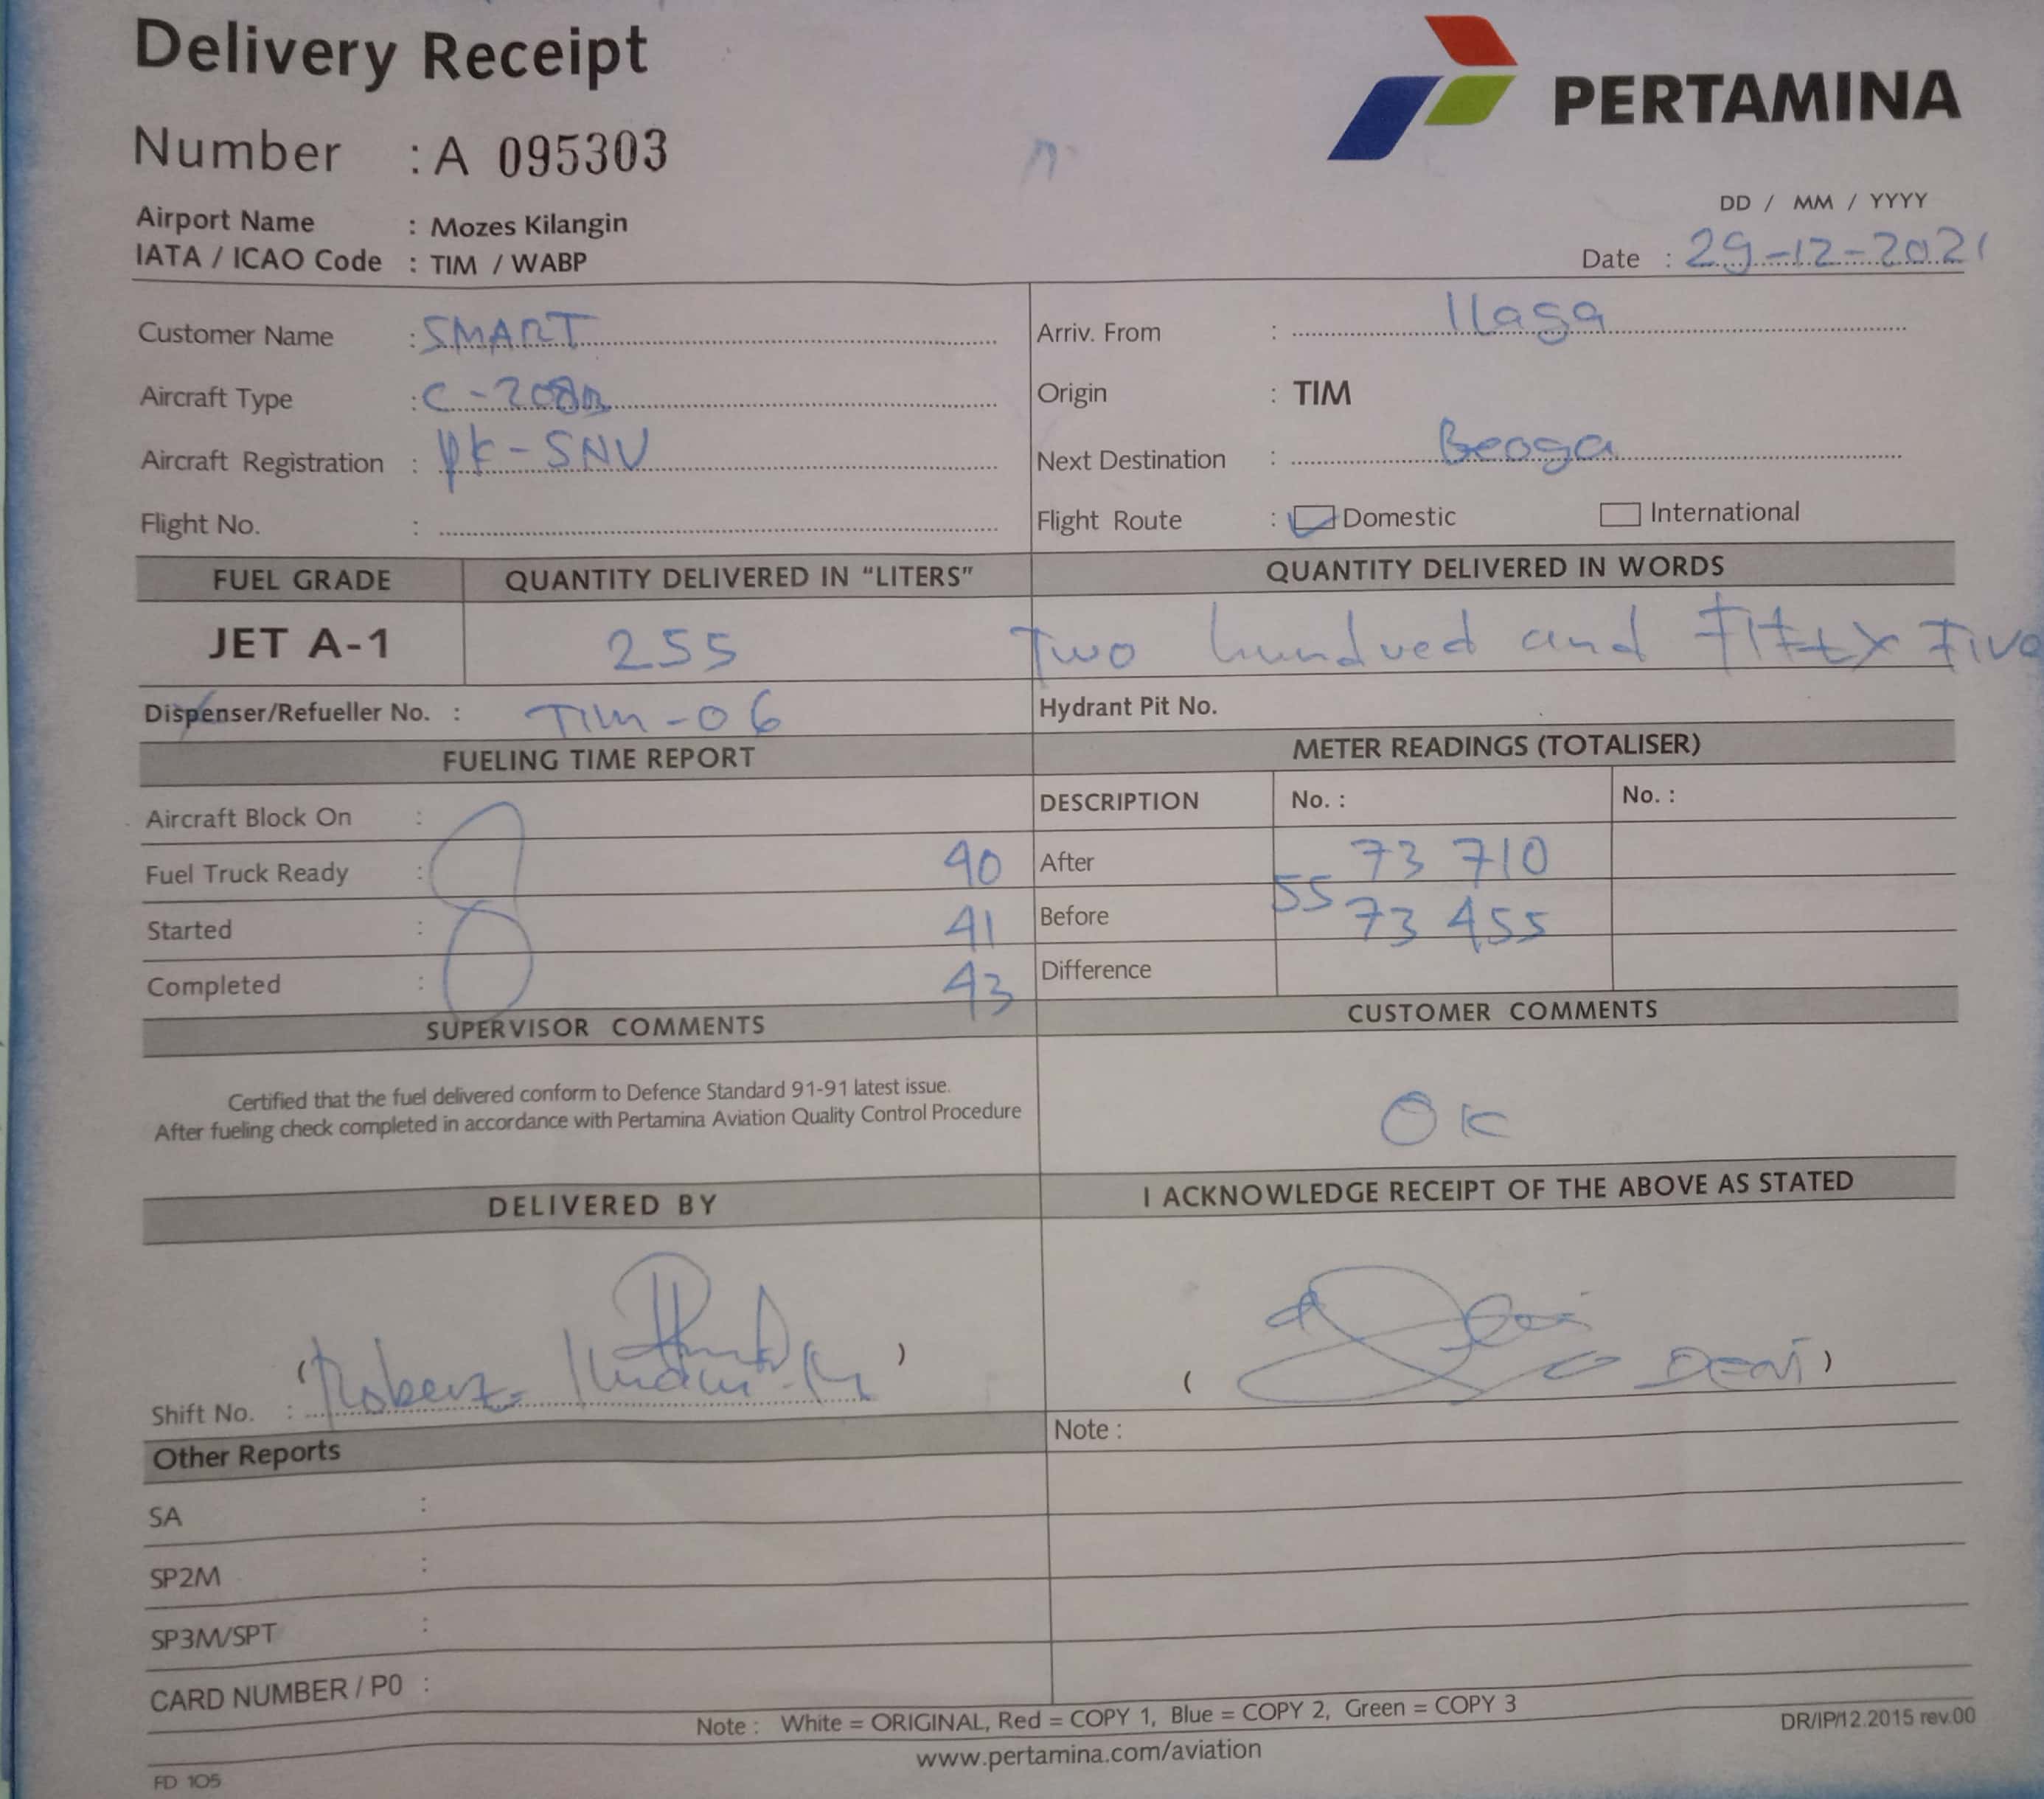 Delivery Receipt
PERTAMINA
Number : A 095303
Airport Name : Mozes Kilangin
IATA / ICAO Code : TIM / WABP
DD / MM / YYYY
Date : 29-12-2021
Customer Name : SMART
Aircraft Type : C-208B
Aircraft Registration : PK-SNV
Flight No. :
Arriv. From : Ilaga
Origin : TIM
Next Destination : Beoga
Flight Route : Domestic International
FUEL GRADE QUANTITY DELIVERED IN “LITERS” QUANTITY DELIVERED IN WORDS
JET A-1 255 Two hundred and Fifty Five
Dispenser/Refueller No. : TIM-06 Hydrant Pit No.
FUELING TIME REPORT
Aircraft Block On :
Fuel Truck Ready : 40
Started : 41
Completed : 43
METER READINGS (TOTALISER)
DESCRIPTION No. : No. :
After 73 710
55
Before 73 455
Difference
SUPERVISOR COMMENTS
Certified that the fuel delivered conform to Defence Standard 91-91 latest issue.
After fueling check completed in accordance with Pertamina Aviation Quality Control Procedure
CUSTOMER COMMENTS
OK
DELIVERED BY
( )
Shift No. :
I ACKNOWLEDGE RECEIPT OF THE ABOVE AS STATED
( DENI )
Other Reports
SA :
SP2M :
SP3M/SPT :
CARD NUMBER / P0 :
Note :
Note : White = ORIGINAL, Red = COPY 1, Blue = COPY 2, Green = COPY 3
DR/IP/12.2015 rev.00
www.pertamina.com/aviation
FD 105